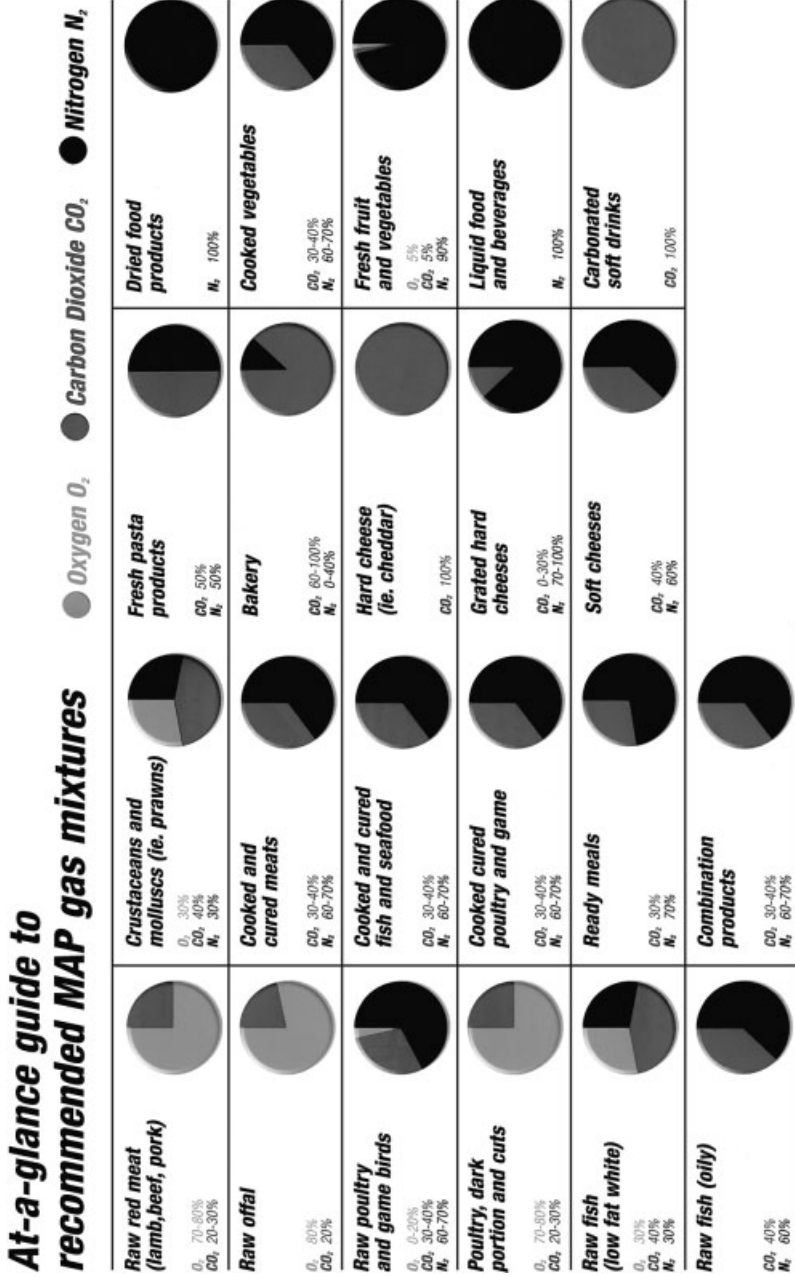 At-a-glance guide to
recommended MAP gas mixtures
Oxygen O₂
Carbon Dioxide CO₂
Nitrogen N₂
Raw red meat
(lamb,beef, pork)
O₂ 70-80%
CO₂ 20-30%
Crustaceans and
molluscs (ie. prawns)
O₂ 30%
CO₂ 40%
N₂ 30%
Fresh pasta
products
CO₂ 50%
N₂ 50%
Dried food
products
N₂ 100%
Raw offal
O₂ 80%
CO₂ 20%
Cooked and
cured meats
CO₂ 30-40%
N₂ 60-70%
Bakery
CO₂ 60-100%
N₂ 0-40%
Cooked vegetables
CO₂ 30-40%
N₂ 60-70%
Raw poultry
and game birds
O₂ 0-20%
CO₂ 30-40%
N₂ 60-70%
Cooked and cured
fish and seafood
CO₂ 30-40%
N₂ 60-70%
Hard cheese
(ie. cheddar)
CO₂ 100%
Fresh fruit
and vegetables
O₂ 5%
CO₂ 5%
N₂ 90%
Poultry, dark
portion and cuts
O₂ 70-80%
CO₂ 20-30%
Cooked cured
poultry and game
CO₂ 30-40%
N₂ 60-70%
Grated hard
cheeses
CO₂ 0-30%
N₂ 70-100%
Liquid food
and beverages
N₂ 100%
Raw fish
(low fat white)
O₂ 30%
CO₂ 40%
N₂ 30%
Ready meals
CO₂ 30%
N₂ 70%
Soft cheeses
CO₂ 40%
N₂ 60%
Carbonated
soft drinks
CO₂ 100%
Raw fish (oily)
CO₂ 40%
N₂ 60%
Combination
products
CO₂ 30-40%
N₂ 60-70%